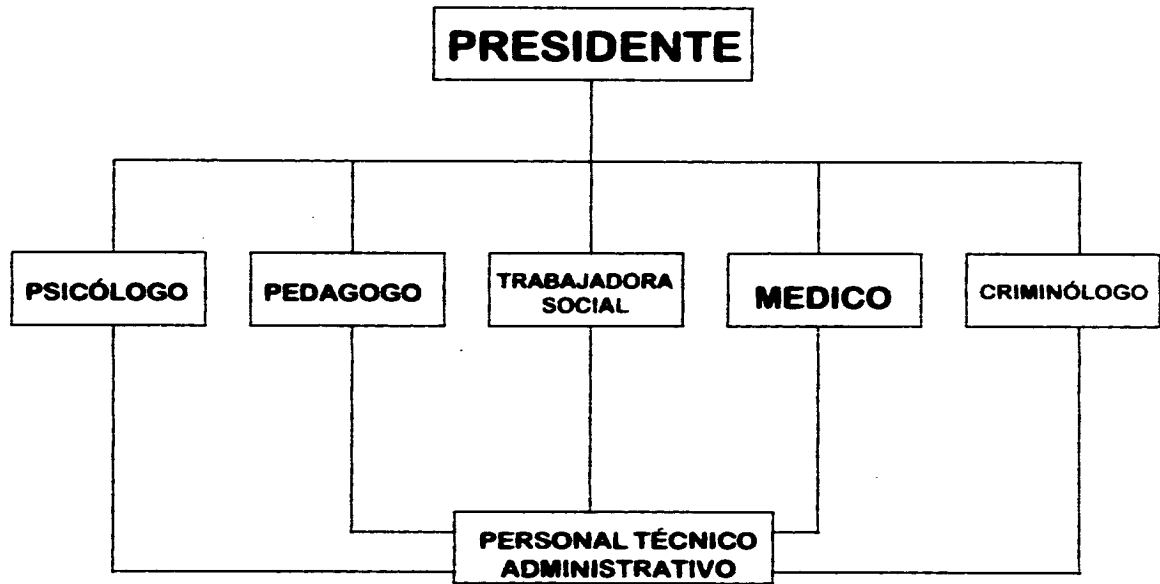 PRESIDENTE
PSICÓLOGO
PEDAGOGO
TRABAJADORA
SOCIAL
MEDICO
CRIMINÓLOGO
PERSONAL TÉCNICO
ADMINISTRATIVO